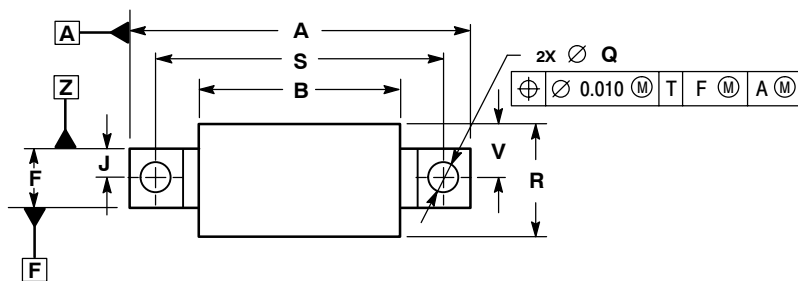 A
A
S
2X ∅ Q
B
⌖ ∅ 0.010 Ⓜ T F Ⓜ A Ⓜ
Z
J
V
F
R
F